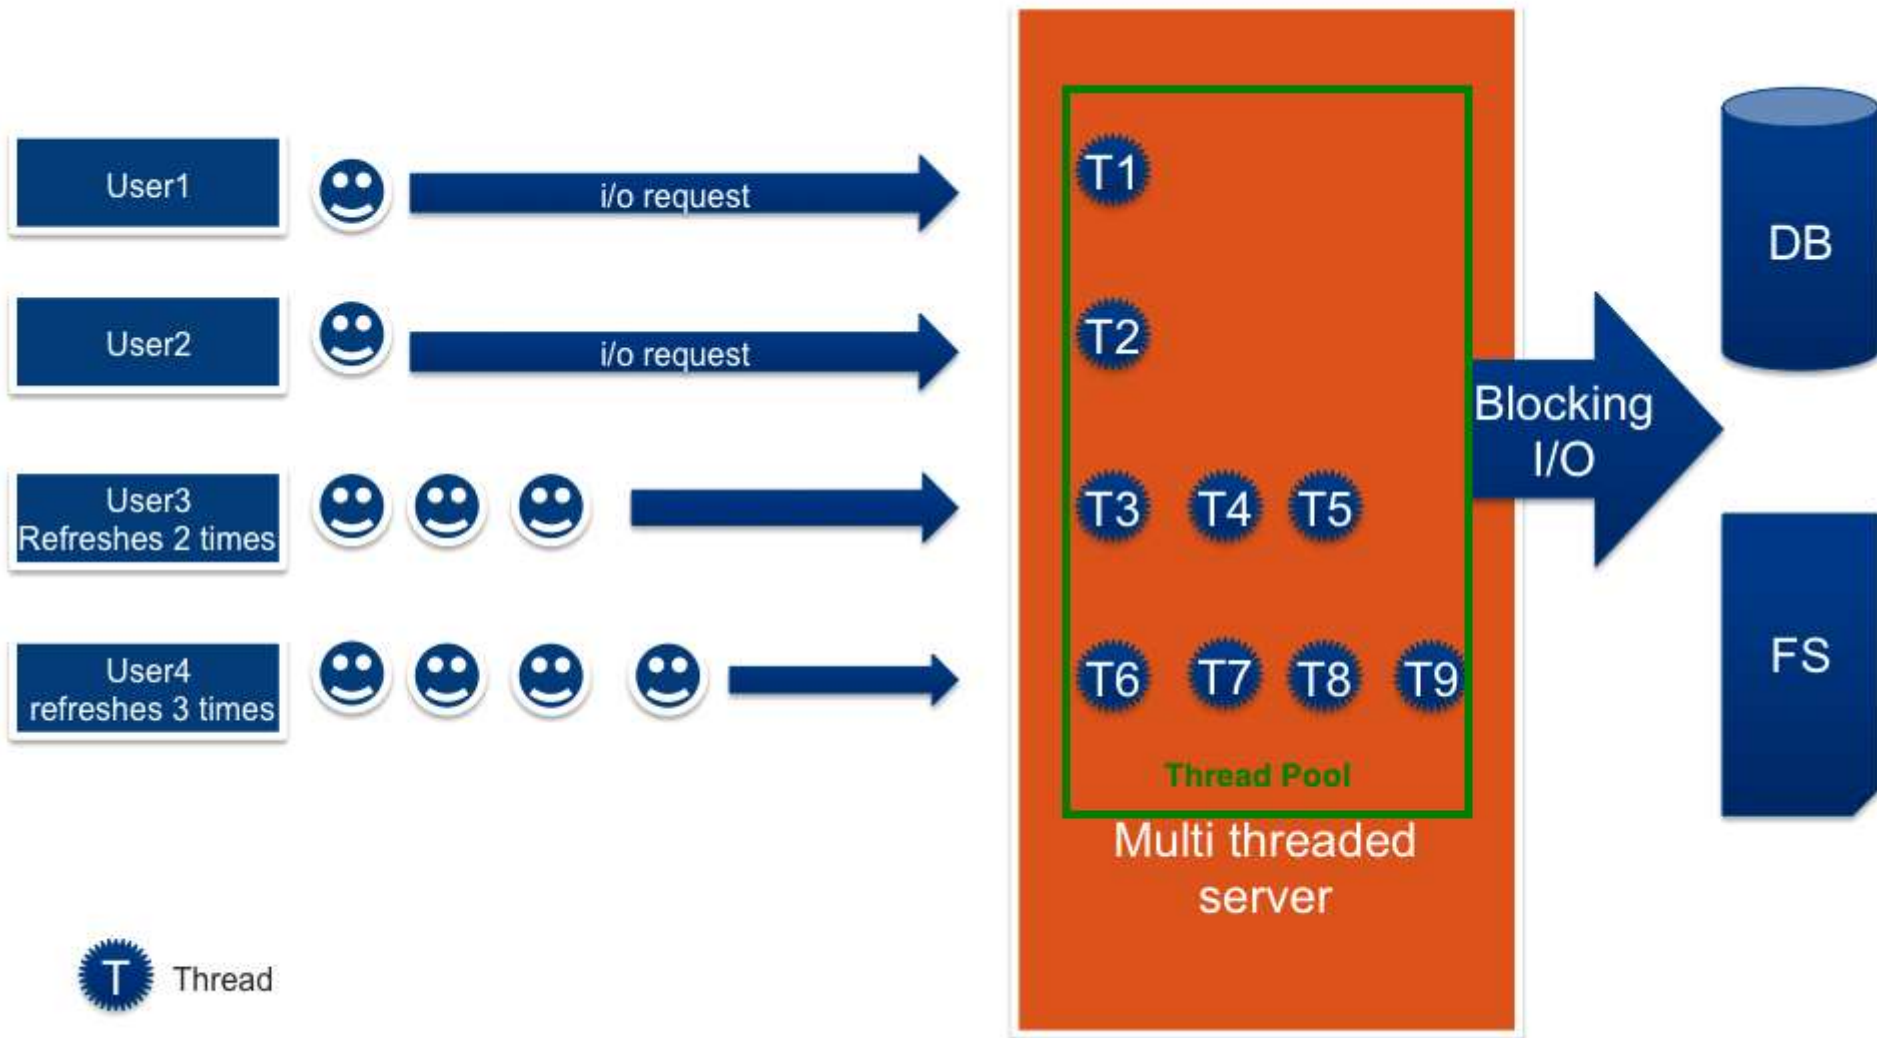 User1
i/o request
T1
DB
User2
i/o request
T2
Blocking
I/O
User3
Refreshes 2 times
T3 T4 T5
User4
refreshes 3 times
T6 T7 T8 T9
FS
Thread Pool
Multi threaded
server
T Thread